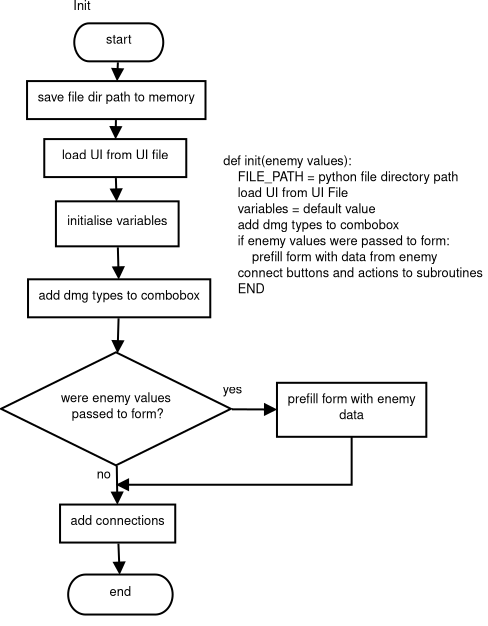 Init
start
save file dir path to memory
load UI from UI file
initialise variables
add dmg types to combobox
were enemy values
passed to form?
yes
prefill form with enemy
data
no
add connections
end
def init(enemy values):
FILE_PATH = python file directory path
load UI from UI File
variables = default value
add dmg types to combobox
if enemy values were passed to form:
prefill form with data from enemy
connect buttons and actions to subroutines
END